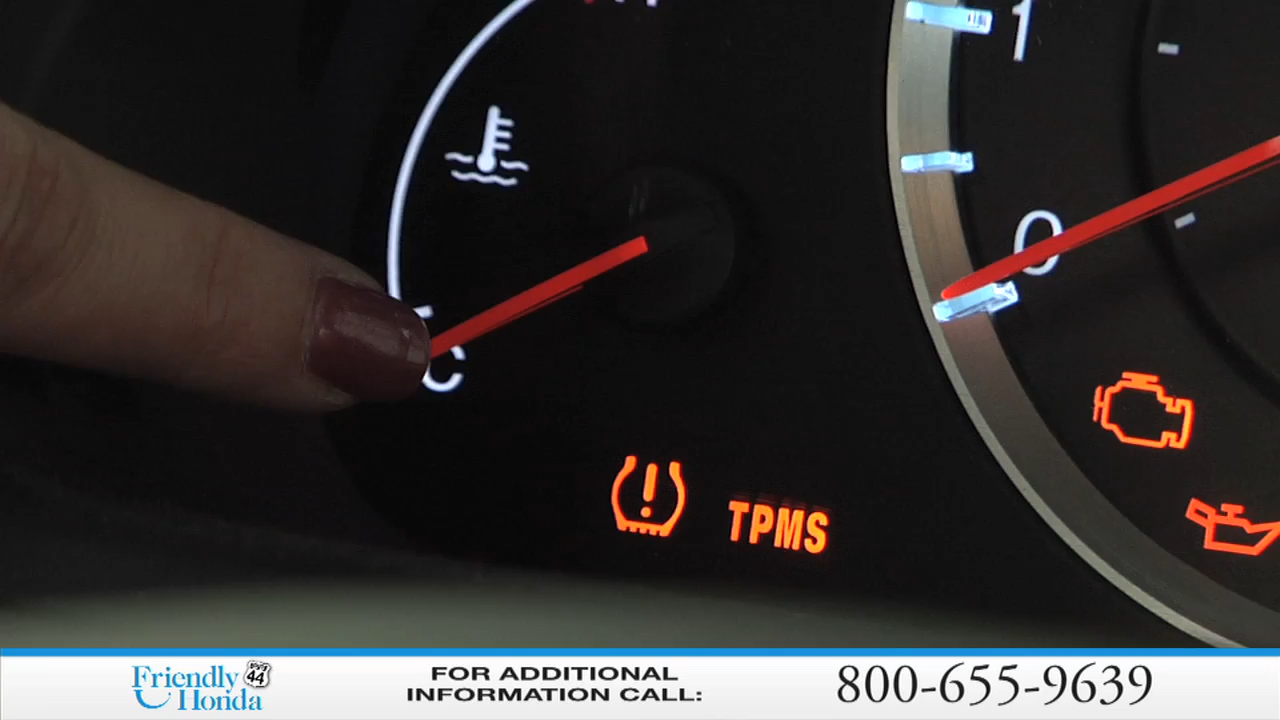 1
0
C
TPMS
Friendly
Honda
44
FOR ADDITIONAL
INFORMATION CALL:
800-655-9639